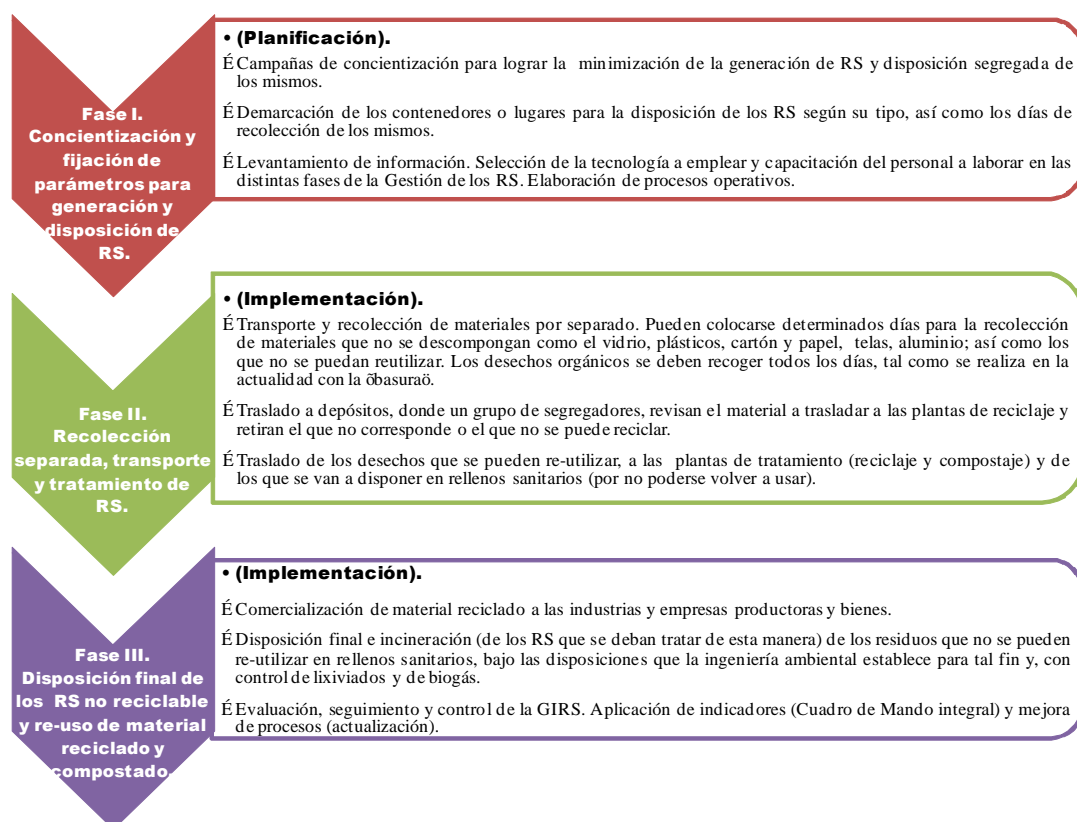 Fase I.
Concientización y
fijación de
parámetros para
generación y
disposición de
RS.
• (Planificación).
É Campañas de concientización para lograr la minimización de la generación de RS y disposición segregada de
los mismos.
É Demarcación de los contenedores o lugares para la disposición de los RS según su tipo, así como los días de
recolección de los mismos.
É Levantamiento de información. Selección de la tecnología a emplear y capacitación del personal a laborar en las
distintas fases de la Gestión de los RS. Elaboración de procesos operativos.
Fase II.
Recolección
separada, transporte
y tratamiento de
RS.
• (Implementación).
É Transporte y recolección de materiales por separado. Pueden colocarse determinados días para la recolección
de materiales que no se descompongan como el vidrio, plásticos, cartón y papel, telas, aluminio; así como los
que no se puedan reutilizar. Los desechos orgánicos se deben recoger todos los días, tal como se realiza en la
actualidad con la öbasuraö.
É Traslado a depósitos, donde un grupo de segregadores, revisan el material a trasladar a las plantas de reciclaje y
retiran el que no corresponde o el que no se puede reciclar.
É Traslado de los desechos que se pueden re-utilizar, a las plantas de tratamiento (reciclaje y compostaje) y de
los que se van a disponer en rellenos sanitarios (por no poderse volver a usar).
Fase III.
Disposición final de
los RS no reciclable
y re-uso de material
reciclado y
compostado.
• (Implementación).
É Comercialización de material reciclado a las industrias y empresas productoras y bienes.
É Disposición final e incineración (de los RS que se deban tratar de esta manera) de los residuos que no se pueden
re-utilizar en rellenos sanitarios, bajo las disposiciones que la ingeniería ambiental establece para tal fin y, con
control de lixiviados y de biogás.
É Evaluación, seguimiento y control de la GIRS. Aplicación de indicadores (Cuadro de Mando integral) y mejora
de procesos (actualización).